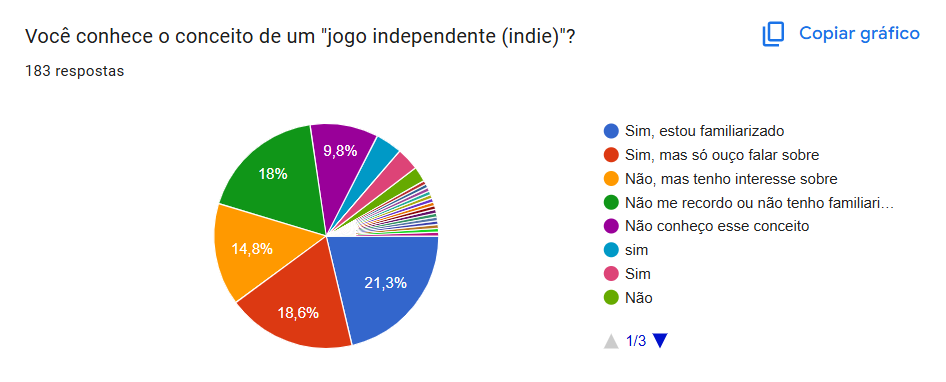 Você conhece o conceito de um "jogo independente (indie)"?
Copiar gráfico
183 respostas
9,8%
18%
14,8%
18,6%
21,3%
Sim, estou familiarizado
Sim, mas só ouço falar sobre
Não, mas tenho interesse sobre
Não me recordo ou não tenho familiari…
Não conheço esse conceito
sim
Sim
Não
1/3